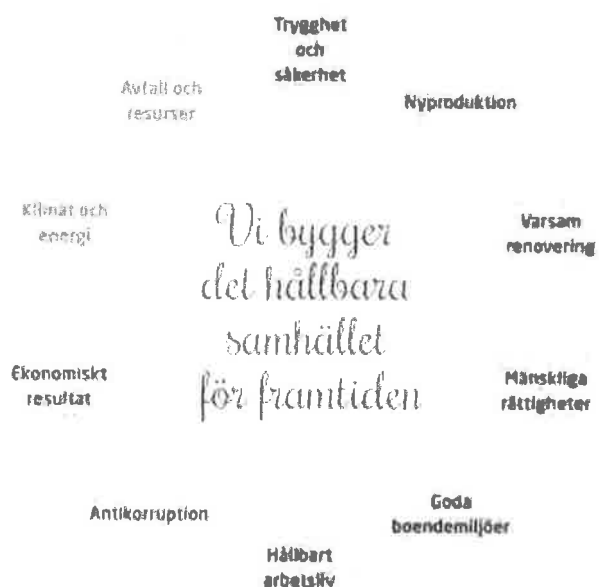 Trygghet
och
säkerhet
Avfall och
resurser
Nyproduktion
Klimat och
energi
Vi bygger
det hållbara
samhället
för framtiden
Varsam
renovering
Ekonomiskt
resultat
Mänskliga
rättigheter
Antikorruption
Goda
boendemiljöer
Hållbart
arbetsliv